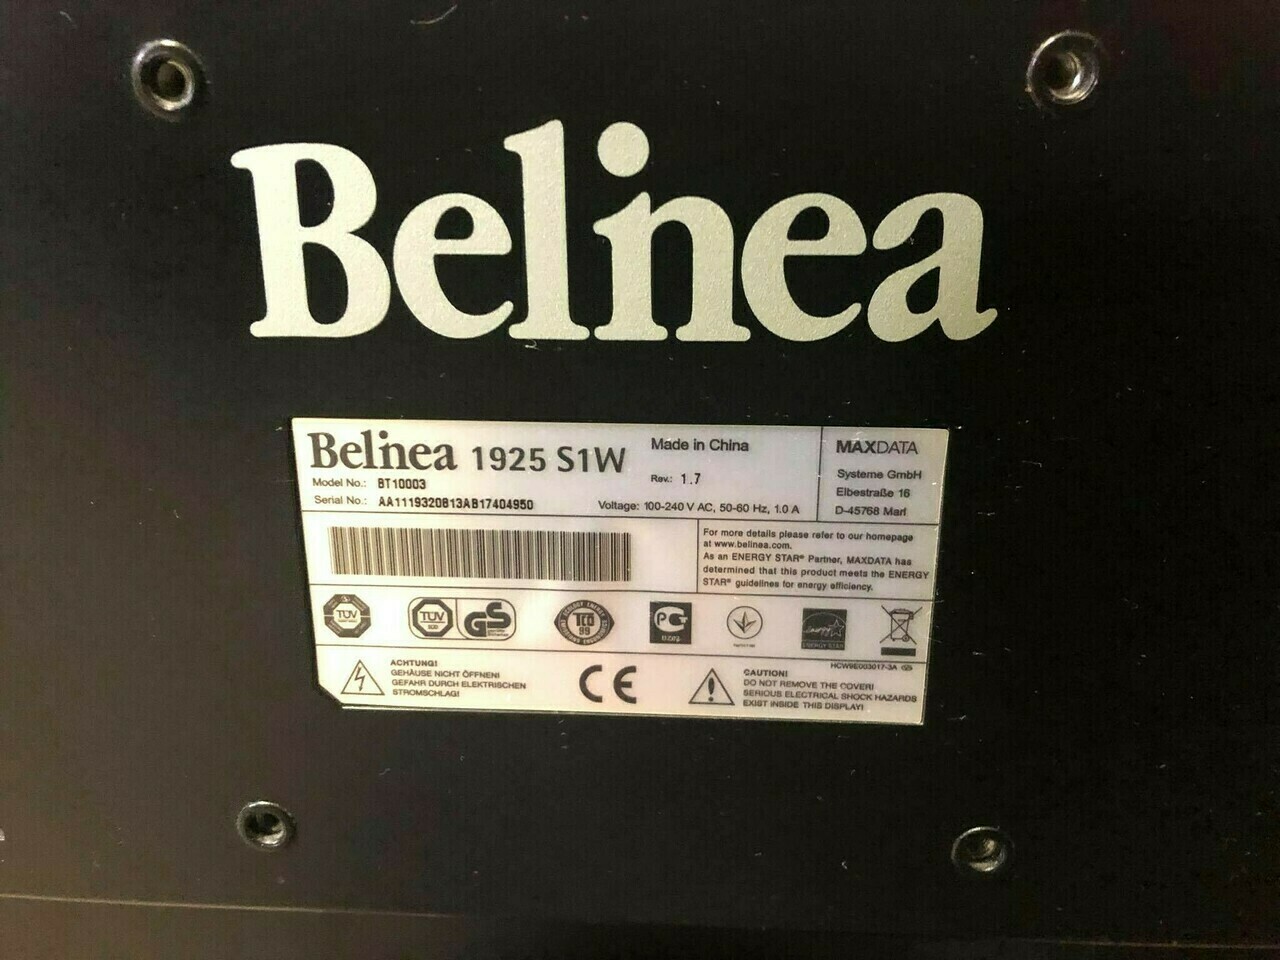 Belinea
Belinea 1925 S1W
Made in China
Model No.: BT10003
Rev.: 1.7
Serial No.: AA1119320613AB17404950
Voltage: 100-240 V AC, 50-60 Hz, 1.0 A
MAXDATA
Systeme GmbH
Elbestraße 16
D-45768 Marl
For more details please refer to our homepage
at www.belinea.com.
As an ENERGY STAR® Partner, MAXDATA has
determined that this product meets the ENERGY
STAR® guidelines for energy efficiency.
TÜV
TÜV
GS
TCO
99
ENERGY STAR
HCW9E003017-3A
ACHTUNG!
GEHÄUSE NICHT ÖFFNEN!
GEFAHR DURCH ELEKTRISCHEN
STROMSCHLAG!
CE
CAUTION!
DO NOT REMOVE THE COVER!
SERIOUS ELECTRICAL SHOCK HAZARDS
EXIST INSIDE THIS DISPLAY!